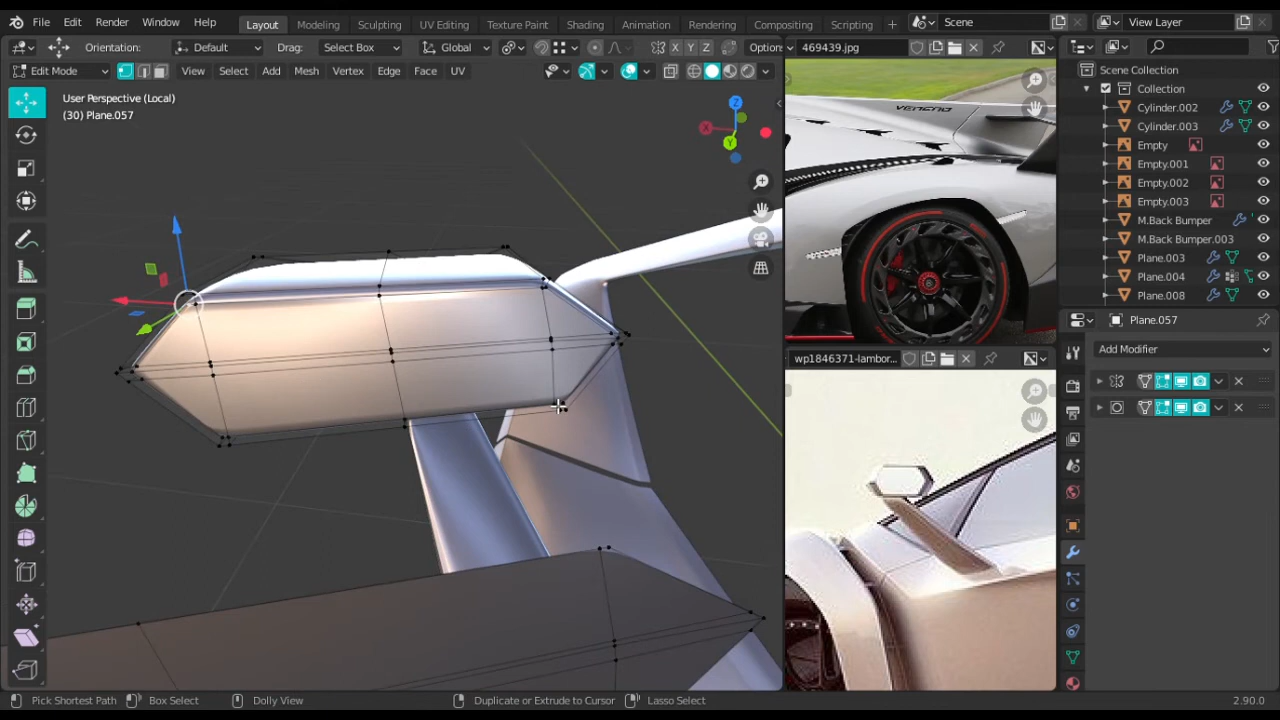 File Edit Render Window Help Layout Modeling Sculpting UV Editing Texture Paint Shading Animation Rendering Compositing Scripting + Scene View Layer
Orientation: Default Drag: Select Box Global X Y Z Options 469439.jpg
Edit Mode View Select Add Mesh Vertex Edge Face UV
User Perspective (Local)
(30) Plane.057
Z
X
Y
VENENO
Scene Collection
Collection
Cylinder.002
Cylinder.003
Empty
Empty.001
Empty.002
Empty.003
M.Back Bumper
M.Back Bumper.003
Plane.003
Plane.004
Plane.008
Plane.057
Add Modifier
wp1846371-lambor...
Pick Shortest Path Box Select Dolly View Duplicate or Extrude to Cursor Lasso Select 2.90.0